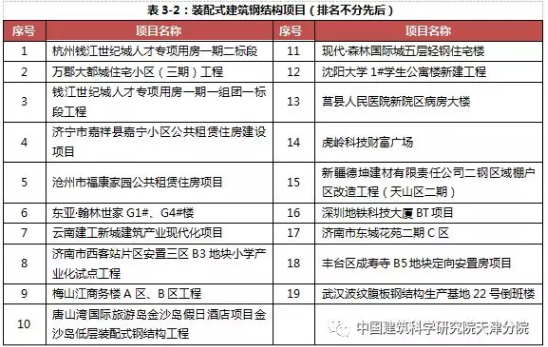 表 3-2：装配式建筑钢结构项目（排名不分先后）
序号 项目名称 序号 项目名称
1 杭州钱江世纪城人才专项用房一期二标段 11 现代·森林国际城五层轻钢住宅楼
2 万郡大都城住宅小区（三期）工程 12 沈阳大学 1#学生公寓楼新建工程
3 钱江世纪城人才专项用房一期一组团一标
段工程 13 莒县人民医院新院区病房大楼
4 济宁市嘉祥县嘉宁小区公共租赁住房建设
项目 14 虎岭科技财富广场
5 沧州市福康家园公共租赁住房项目 15 新疆德坤建材有限责任公司二钢区域棚户
区改造工程（天山区二期）
6 东亚·翰林世家 G1#、G4#楼 16 深圳地铁科技大厦 BT 项目
7 云南建工新城建筑产业现代化项目 17 济南市东城花苑二期 C 区
8 济南市西客站片区安置三区 B3 地块小学产
业化试点工程 18 丰台区成寿寺 B5 地块定向安置房项目
9 梅山江商务楼 A 区、B 区工程 19 武汉波纹腹板钢结构生产基地 22 号倒班楼
10 唐山湾国际旅游岛金沙岛假日酒店项目金
沙岛低层装配式钢结构工程
中国建筑科学研究院天津分院